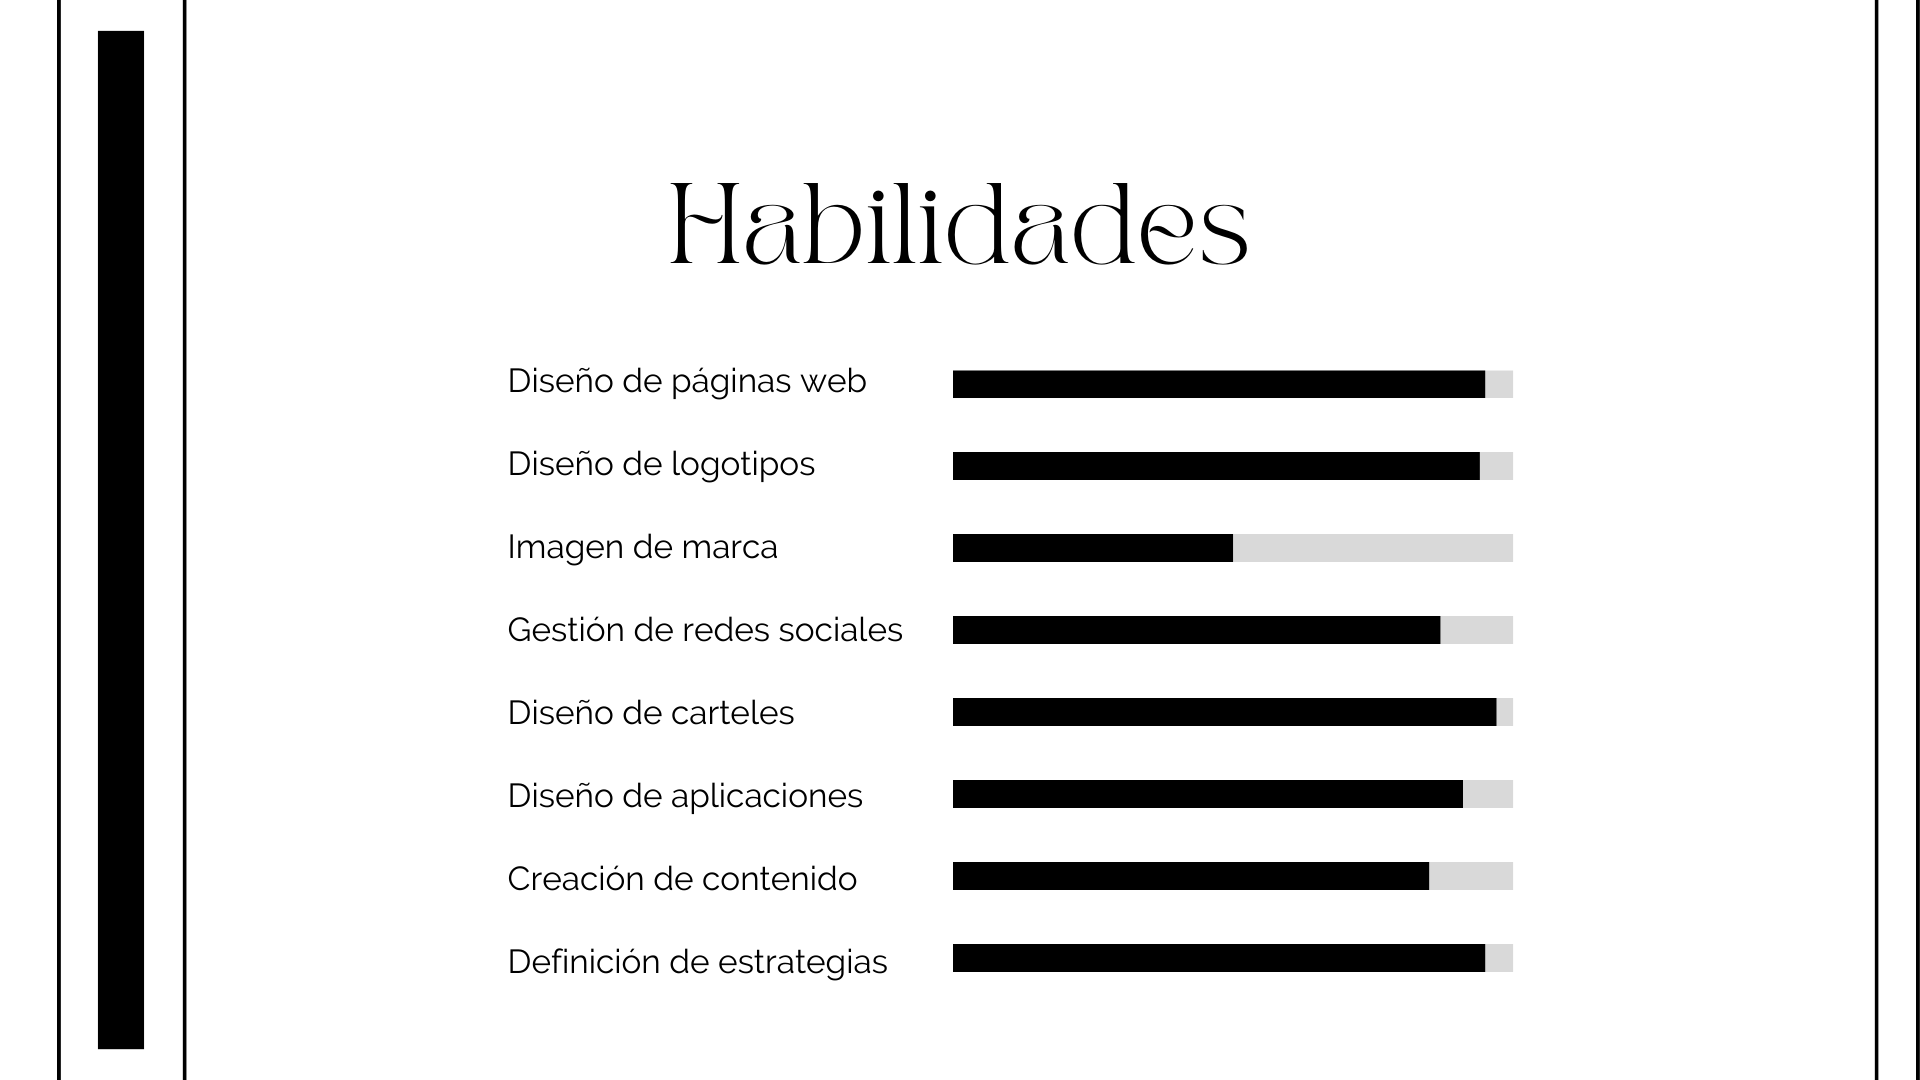 Habilidades
Diseño de páginas web
Diseño de logotipos
Imagen de marca
Gestión de redes sociales
Diseño de carteles
Diseño de aplicaciones
Creación de contenido
Definición de estrategias